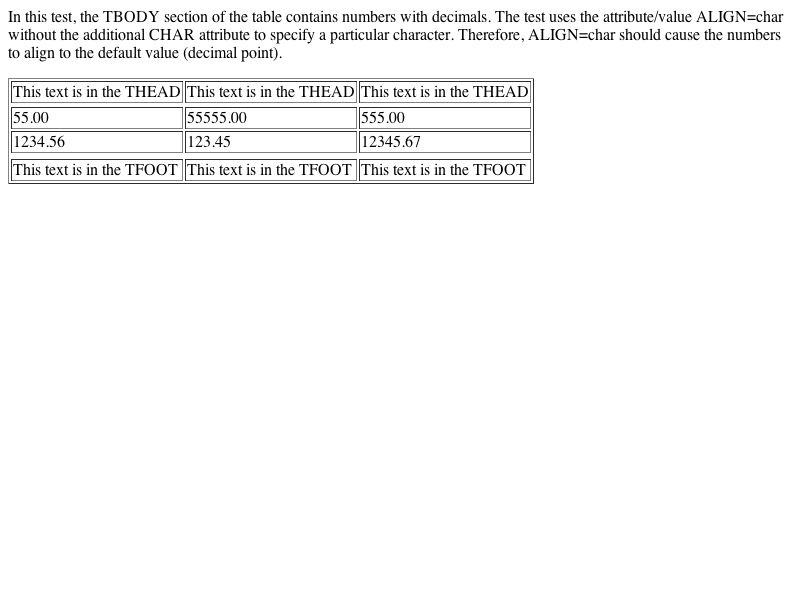 In this test, the TBODY section of the table contains numbers with decimals. The test uses the attribute/value ALIGN=char
without the additional CHAR attribute to specify a particular character. Therefore, ALIGN=char should cause the numbers
to align to the default value (decimal point).
This text is in the THEAD This text is in the THEAD This text is in the THEAD
55.00 55555.00 555.00
1234.56 123.45 12345.67
This text is in the TFOOT This text is in the TFOOT This text is in the TFOOT